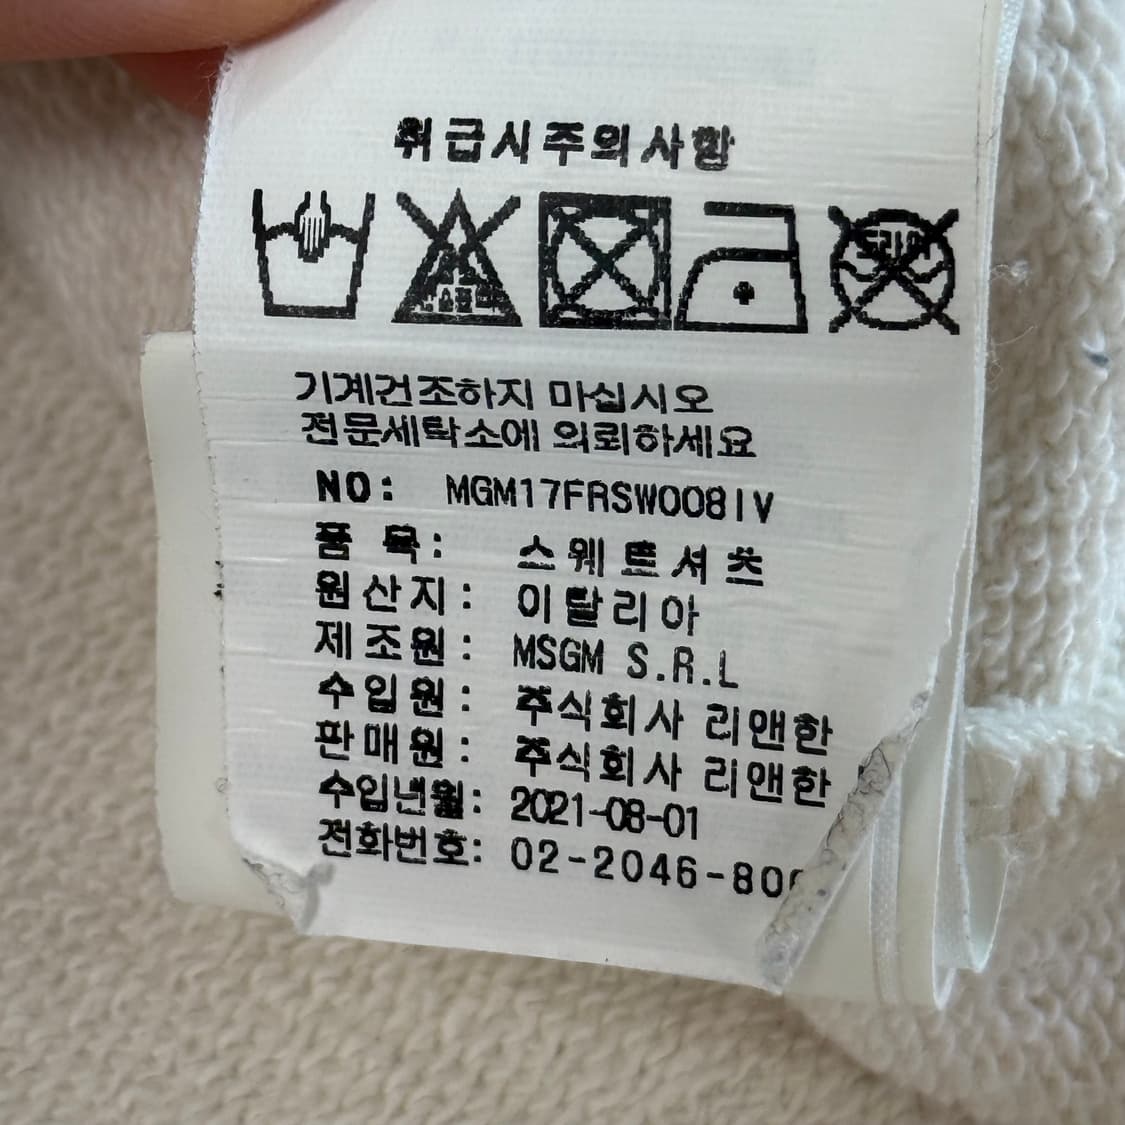 취급시주의사항
드라이
기계건조하지 마십시오
전문세탁소에 의뢰하세요
NO: MGM17FRSW008IV
품 목: 스웨트셔츠
원산지: 이탈리아
제조원: MSGM S.R.L
수입원: 주식회사 리앤한
판매원: 주식회사 리앤한
수입년월: 2021-08-01
전화번호: 02-2046-80